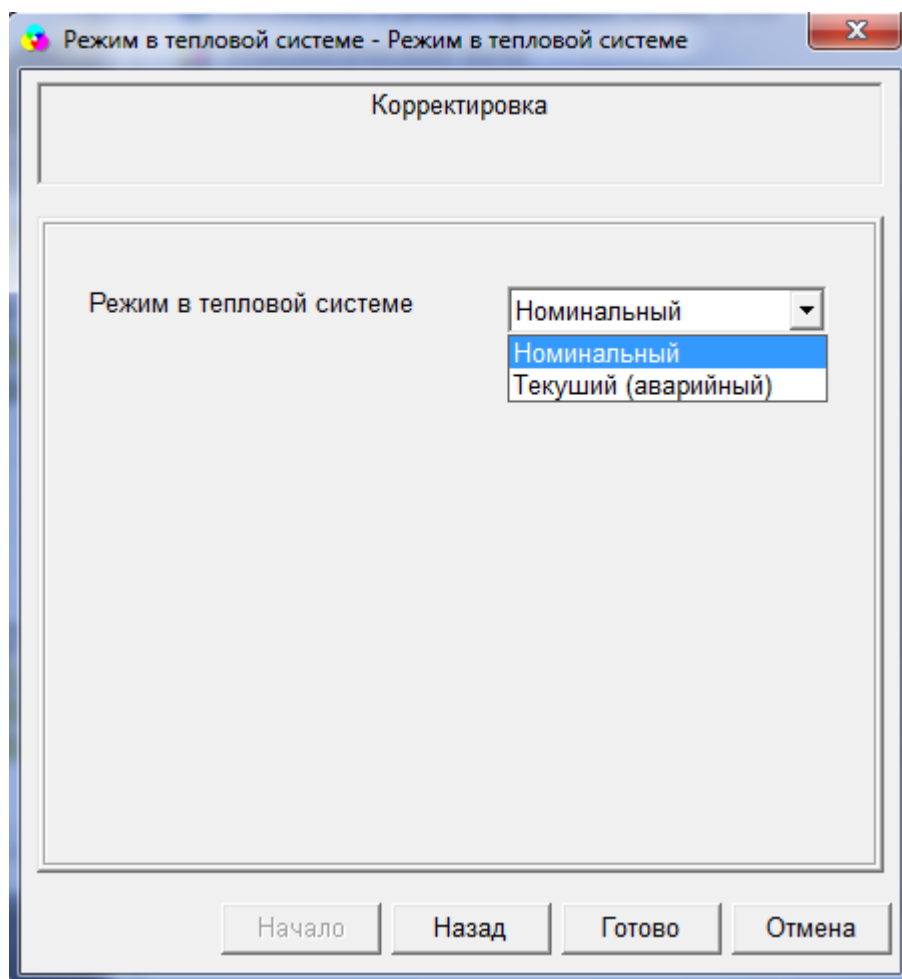 Режим в тепловой системе - Режим в тепловой системе
Корректировка
Режим в тепловой системе
Номинальный
Номинальный
Текуший (аварийный)
Начало
Назад
Готово
Отмена